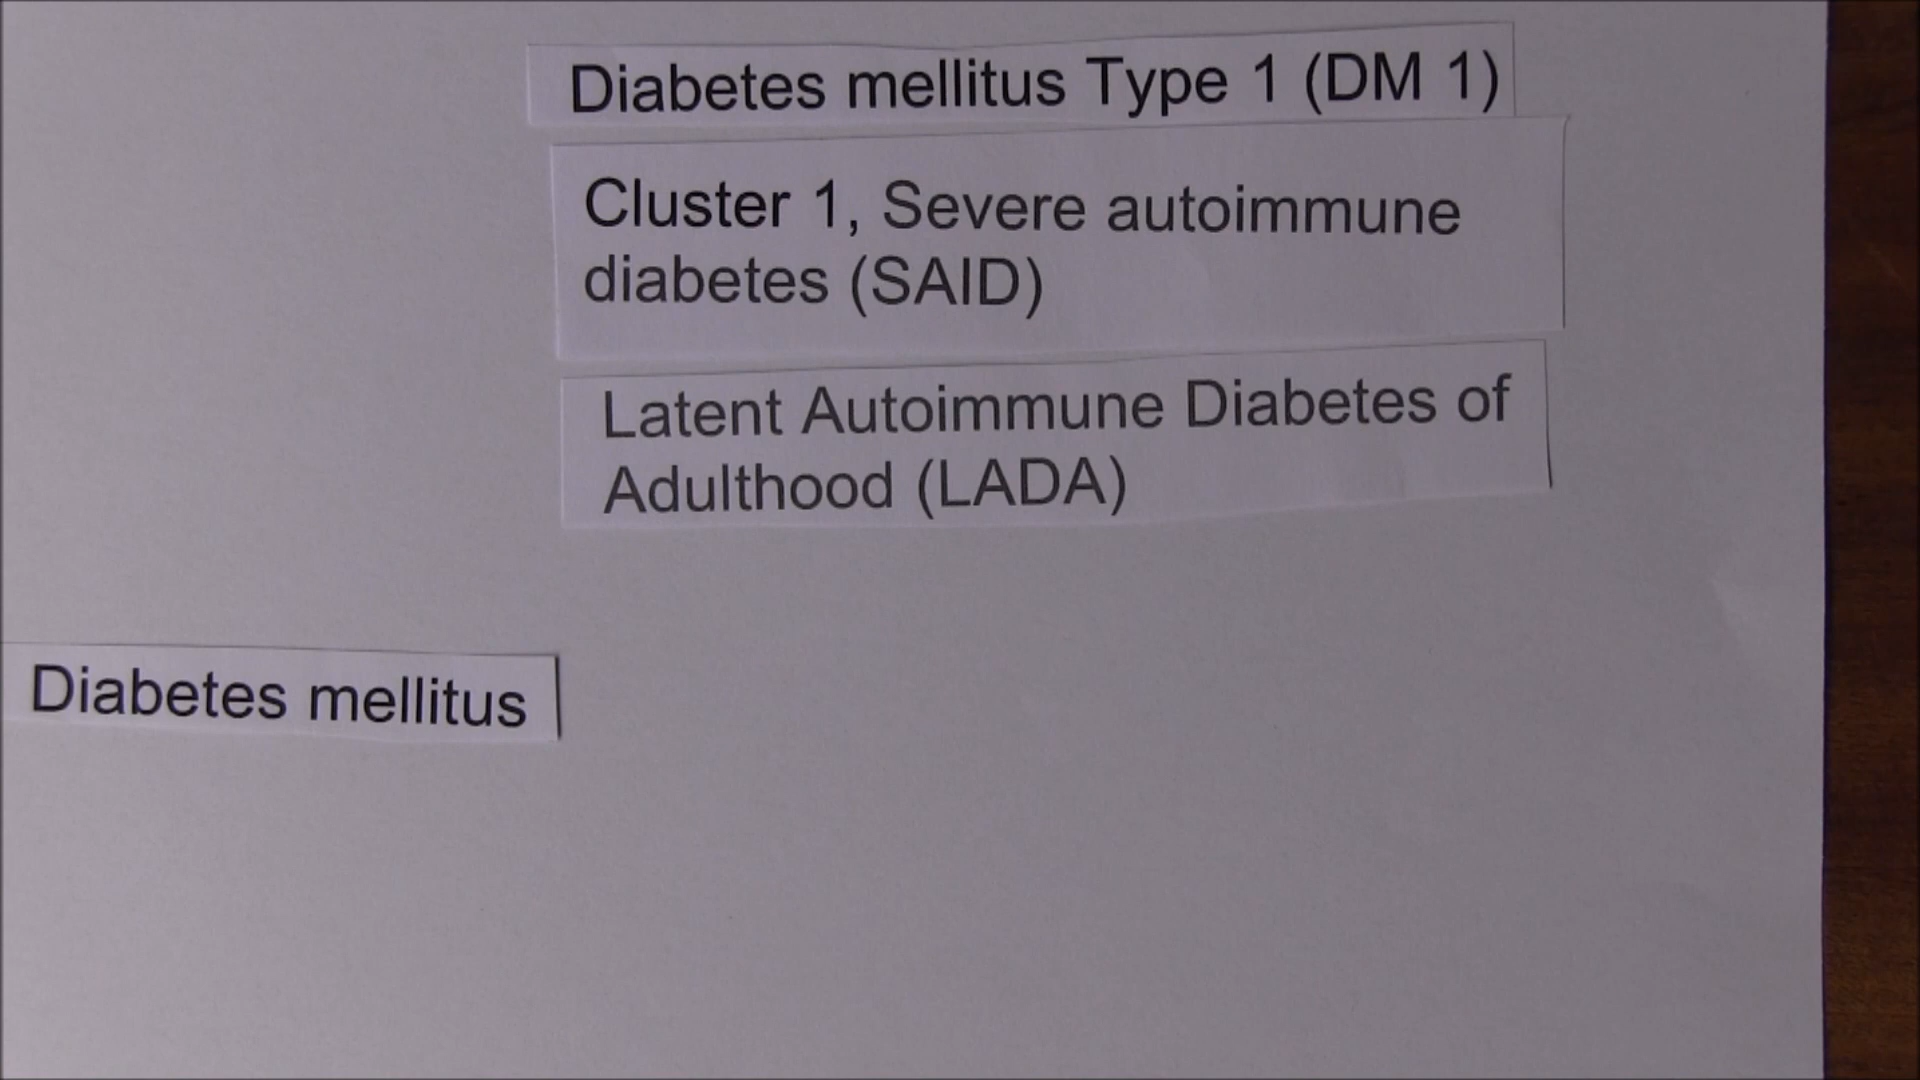 Diabetes mellitus Type 1 (DM 1)
Cluster 1, Severe autoimmune
diabetes (SAID)
Latent Autoimmune Diabetes of
Adulthood (LADA)
Diabetes mellitus